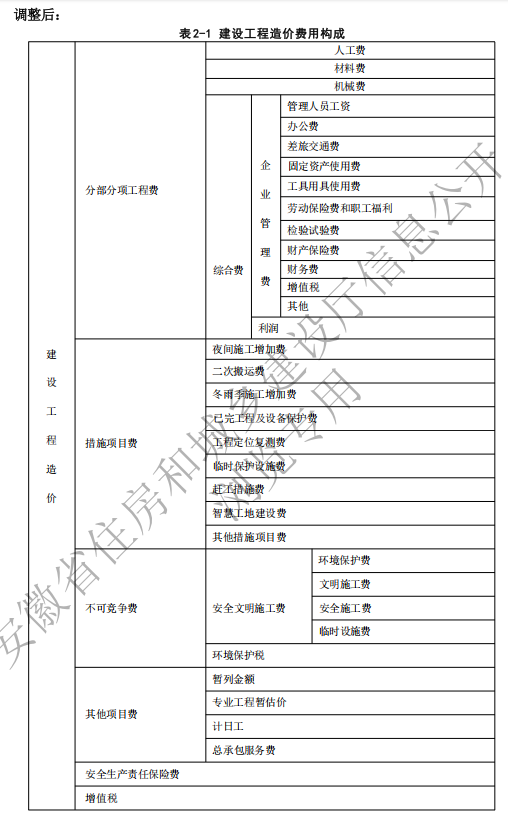 调整后：
表2-1 建设工程造价费用构成
建设工程造价
分部分项工程费
人工费
材料费
机械费
综合费
企业管理费
管理人员工资
办公费
差旅交通费
固定资产使用费
工具用具使用费
劳动保险费和职工福利
检验试验费
财产保险费
财务费
增值税
其他
利润
措施项目费
夜间施工增加费
二次搬运费
冬雨季施工增加费
已完工程及设备保护费
工程定位复测费
临时保护设施费
赶工措施费
智慧工地建设费
其他措施项目费
不可竞争费
安全文明施工费
环境保护费
文明施工费
安全施工费
临时设施费
环境保护税
其他项目费
暂列金额
专业工程暂估价
计日工
总承包服务费
安全生产责任保险费
增值税
安徽省住房和城乡建设厅信息公开
浏览专用